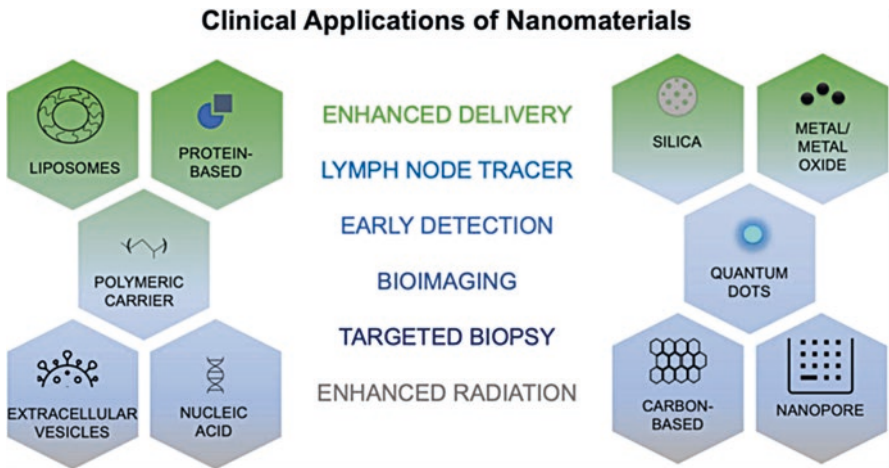 Clinical Applications of Nanomaterials
LIPOSOMES
PROTEIN-
BASED
POLYMERIC
CARRIER
EXTRACELLULAR
VESICLES
NUCLEIC
ACID
ENHANCED DELIVERY
LYMPH NODE TRACER
EARLY DETECTION
BIOIMAGING
TARGETED BIOPSY
ENHANCED RADIATION
SILICA
METAL/
METAL
OXIDE
QUANTUM
DOTS
CARBON-
BASED
NANOPORE